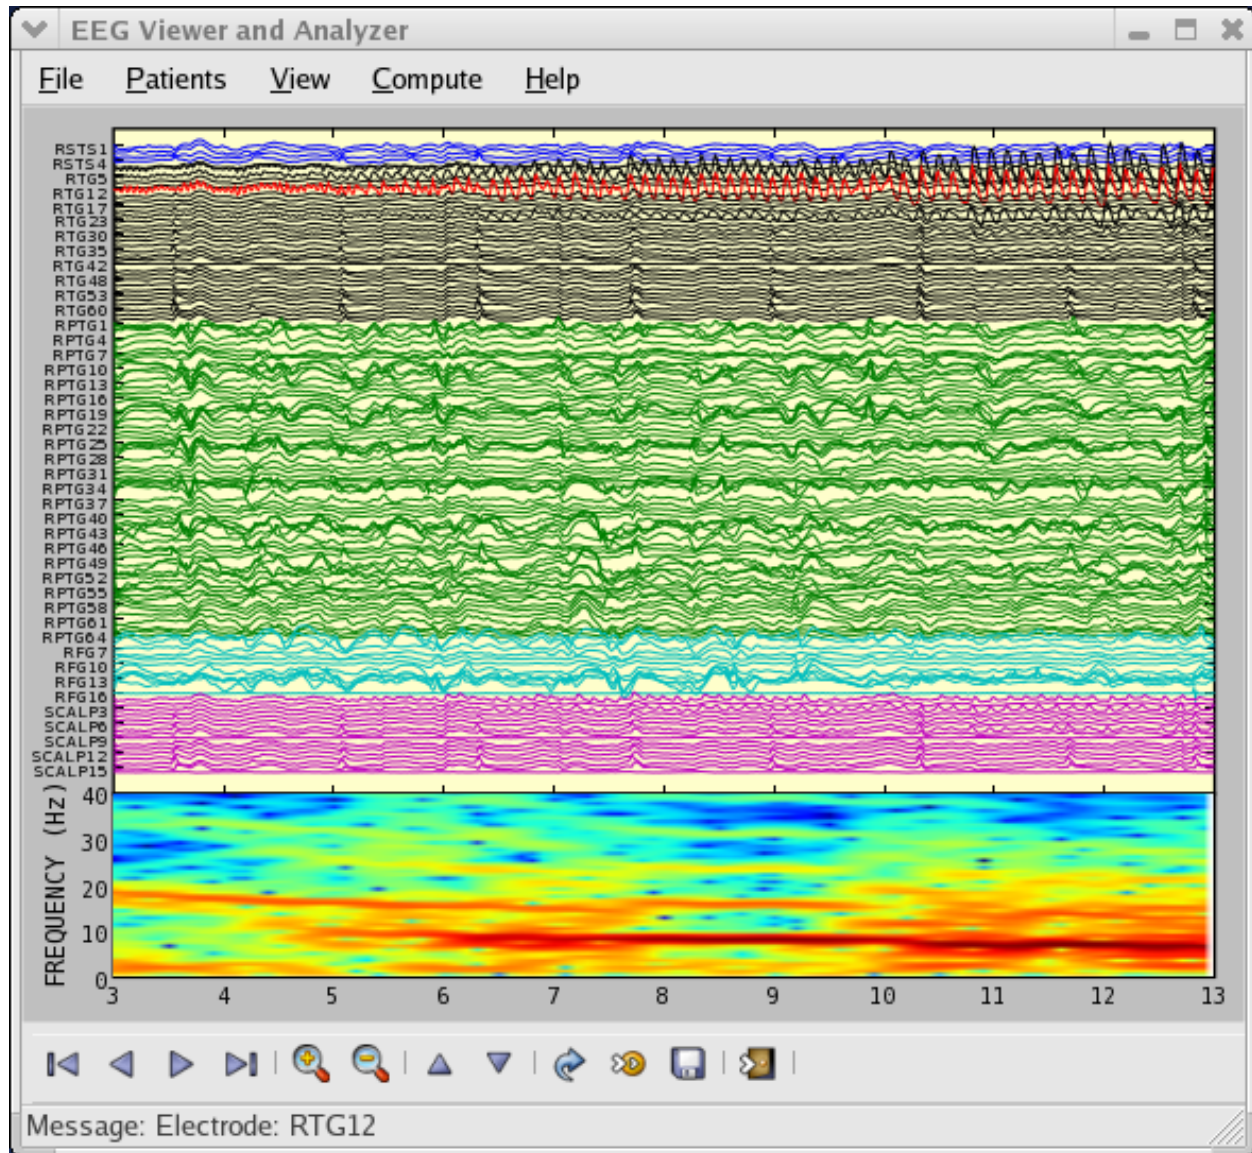 EEG Viewer and Analyzer
File Patients View Compute Help
RSTS1
RSTS4
RTG5
RTG12
RTG17
RTG23
RTG30
RTG35
RTG42
RTG48
RTG53
RTG60
RPTG1
RPTG4
RPTG7
RPTG10
RPTG13
RPTG16
RPTG19
RPTG22
RPTG25
RPTG28
RPTG31
RPTG34
RPTG37
RPTG40
RPTG43
RPTG46
RPTG49
RPTG52
RPTG55
RPTG58
RPTG61
RPTG64
RFG7
RFG10
RFG13
RFG16
SCALP3
SCALP6
SCALP9
SCALP12
SCALP15
FREQUENCY (Hz)
40
30
20
10
0
3 4 5 6 7 8 9 10 11 12 13
Message: Electrode: RTG12